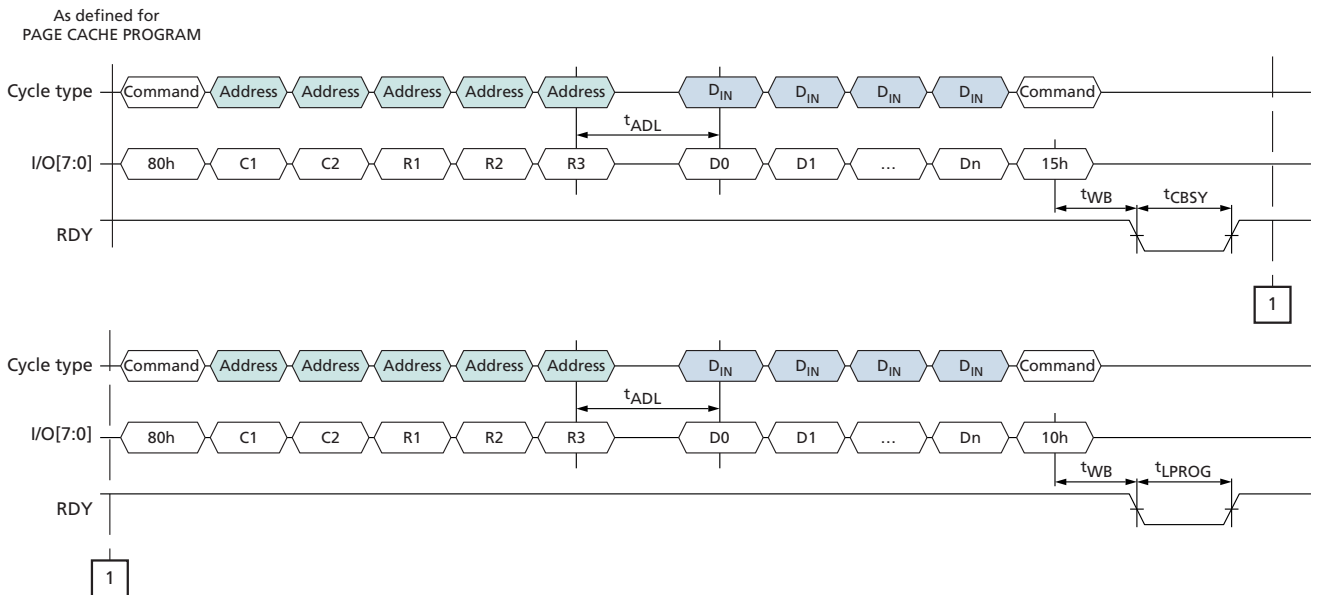 As defined for
PAGE CACHE PROGRAM
Cycle type Command Address Address Address Address Address DIN DIN DIN DIN Command
tADL
I/O[7:0] 80h C1 C2 R1 R2 R3 D0 D1 … Dn 15h
tWB tCBSY
RDY
1
Cycle type Command Address Address Address Address Address DIN DIN DIN DIN Command
tADL
I/O[7:0] 80h C1 C2 R1 R2 R3 D0 D1 … Dn 10h
tWB tLPROG
RDY
1